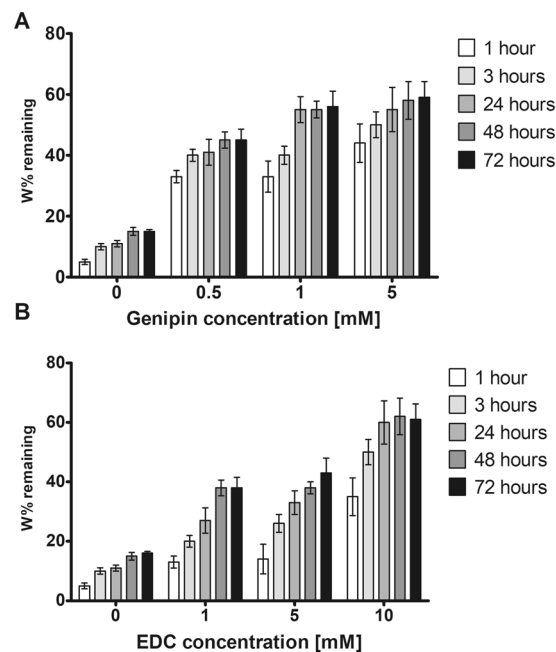 A
80
60
40
20
0
W% remaining
0 0.5 1 5
Genipin concentration [mM]
1 hour
3 hours
24 hours
48 hours
72 hours
B
80
60
40
20
0
W% remaining
0 1 5 10
EDC concentration [mM]
1 hour
3 hours
24 hours
48 hours
72 hours